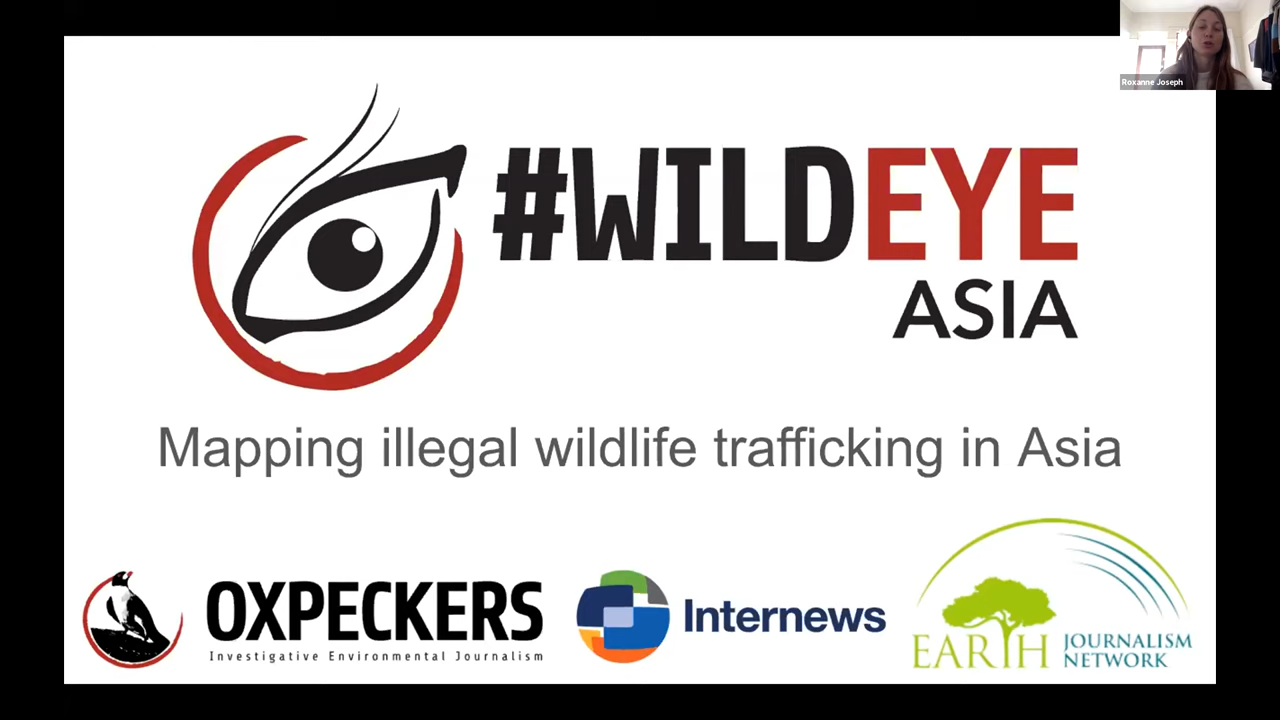 Roxanne Joseph
#WILDEYE
ASIA
Mapping illegal wildlife trafficking in Asia
OXPECKERS
Investigative Environmental Journalism
Internews
EARTH JOURNALISM
NETWORK